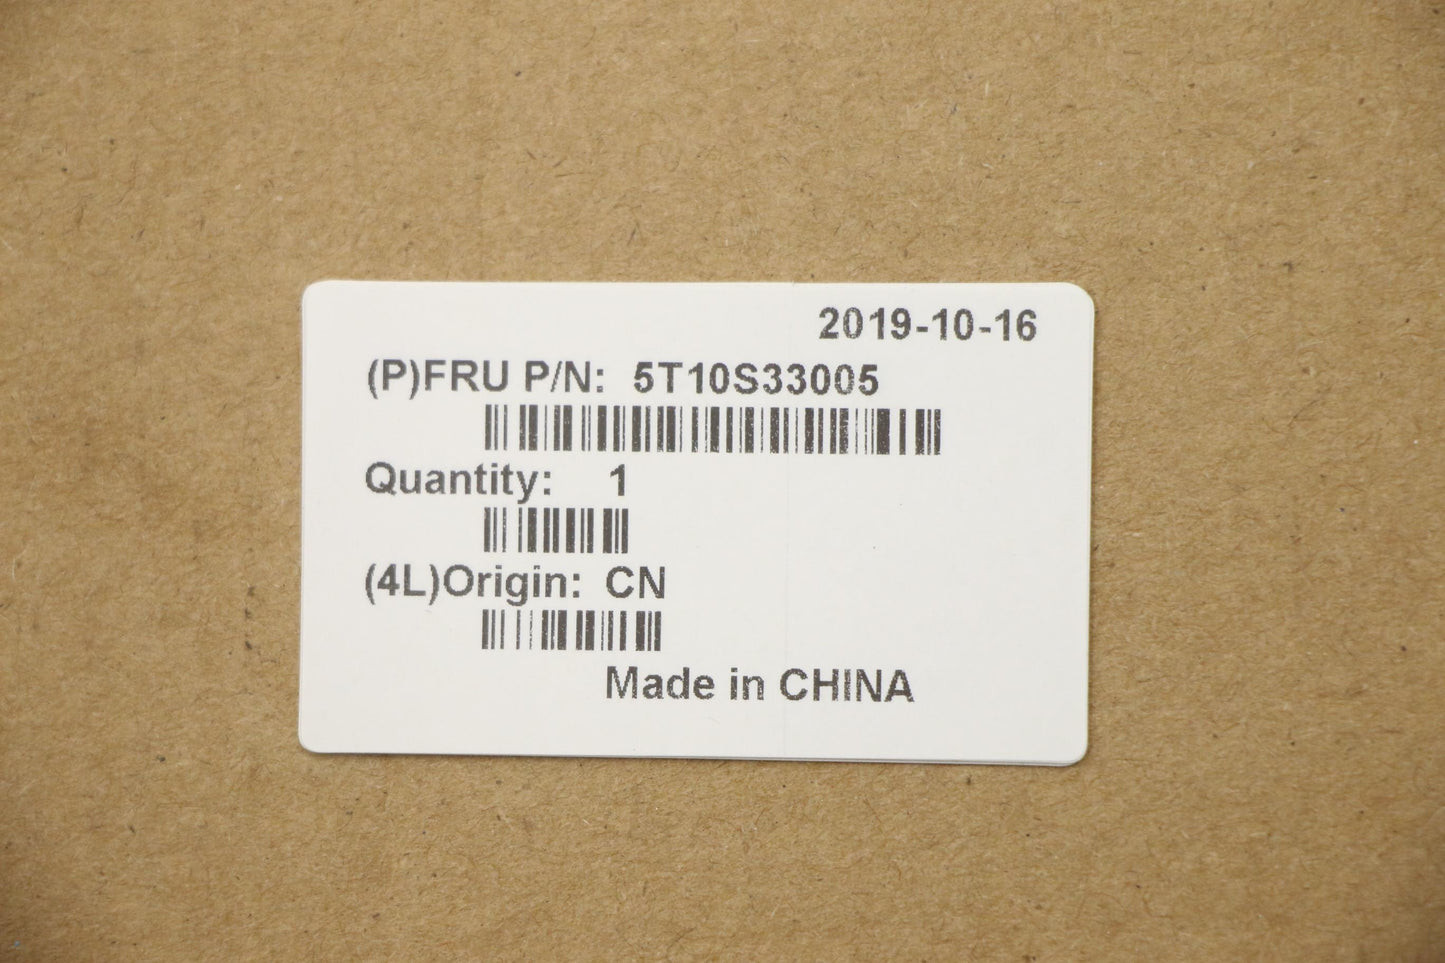 2019-10-16
(P)FRU P/N: 5T10S33005
Quantity: 1
(4L)Origin: CN
Made in CHINA